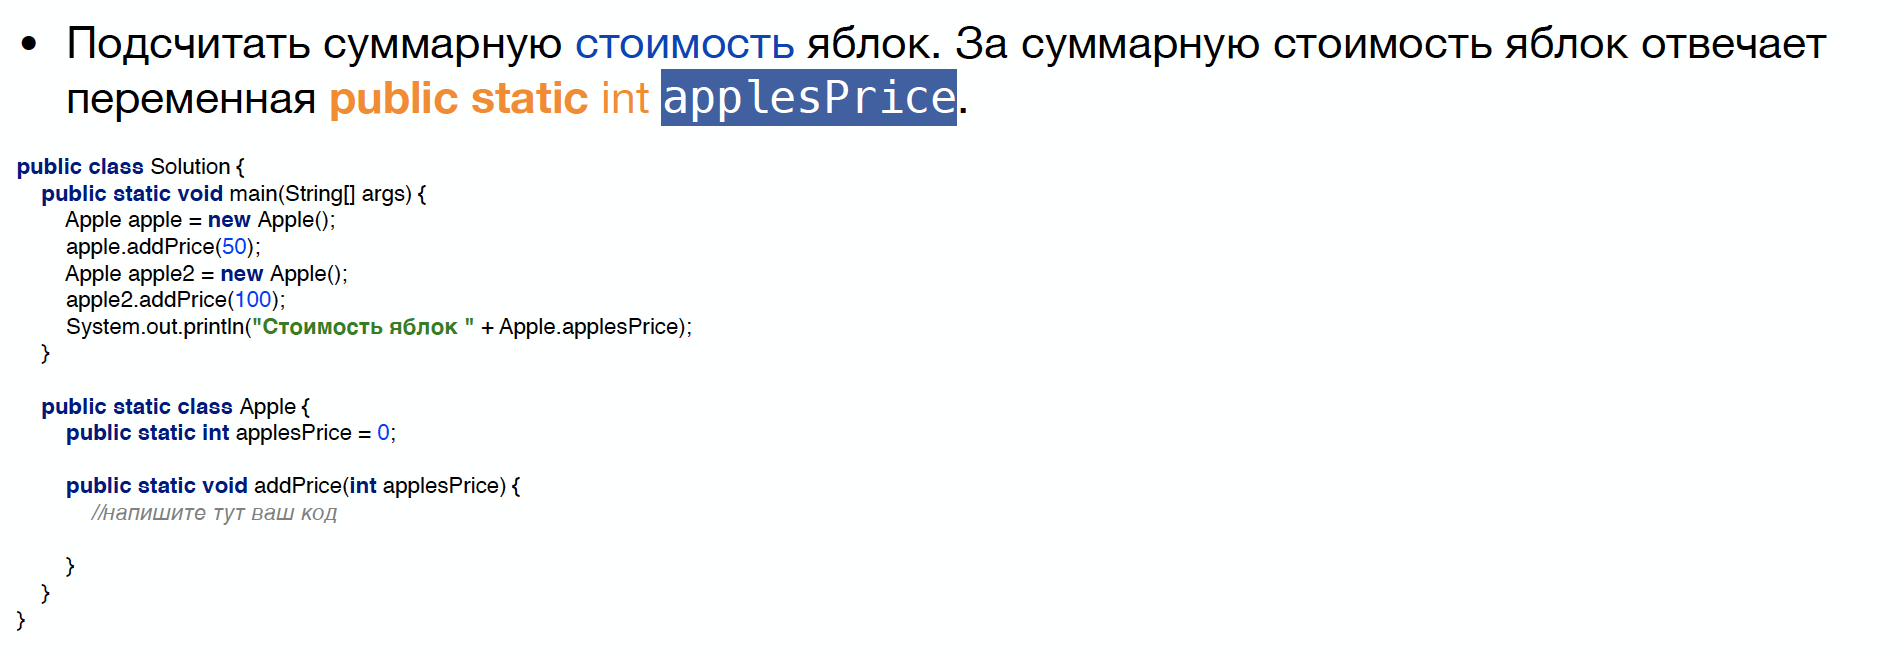 • Подсчитать суммарную стоимость яблок. За суммарную стоимость яблок отвечает
переменная public static int applesPrice.
public class Solution {
public static void main(String[] args) {
Apple apple = new Apple();
apple.addPrice(50);
Apple apple2 = new Apple();
apple2.addPrice(100);
System.out.println("Стоимость яблок " + Apple.applesPrice);
}
public static class Apple {
public static int applesPrice = 0;
public static void addPrice(int applesPrice) {
//напишите тут ваш код
}
}
}